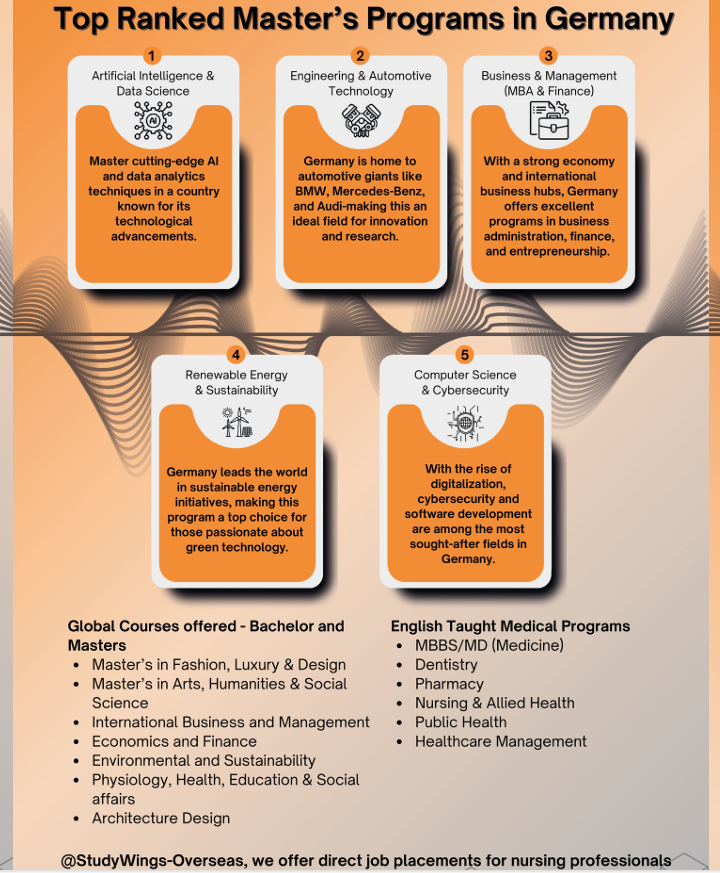 Top Ranked Master's Programs in Germany
1
Artificial Intelligence &
Data Science
AI
Master cutting-edge AI
and data analytics
techniques in a country
known for its
technological
advancements.
2
Engineering & Automotive
Technology
Germany is home to
automotive giants like
BMW, Mercedes-Benz,
and Audi-making this an
ideal field for innovation
and research.
3
Business & Management
(MBA & Finance)
With a strong economy
and international
business hubs, Germany
offers excellent
programs in business
administration, finance,
and entrepreneurship.
4
Renewable Energy
& Sustainability
Germany leads the world
in sustainable energy
initiatives, making this
program a top choice for
those passionate about
green technology.
5
Computer Science
& Cybersecurity
With the rise of
digitalization,
cybersecurity and
software development
are among the most
sought-after fields in
Germany.
Global Courses offered - Bachelor and
Masters
• Master's in Fashion, Luxury & Design
• Master's in Arts, Humanities & Social
Science
• International Business and Management
• Economics and Finance
• Environmental and Sustainability
• Physiology, Health, Education & Social
affairs
• Architecture Design
English Taught Medical Programs
• MBBS/MD (Medicine)
• Dentistry
• Pharmacy
• Nursing & Allied Health
• Public Health
• Healthcare Management
@StudyWings-Overseas, we offer direct job placements for nursing professionals